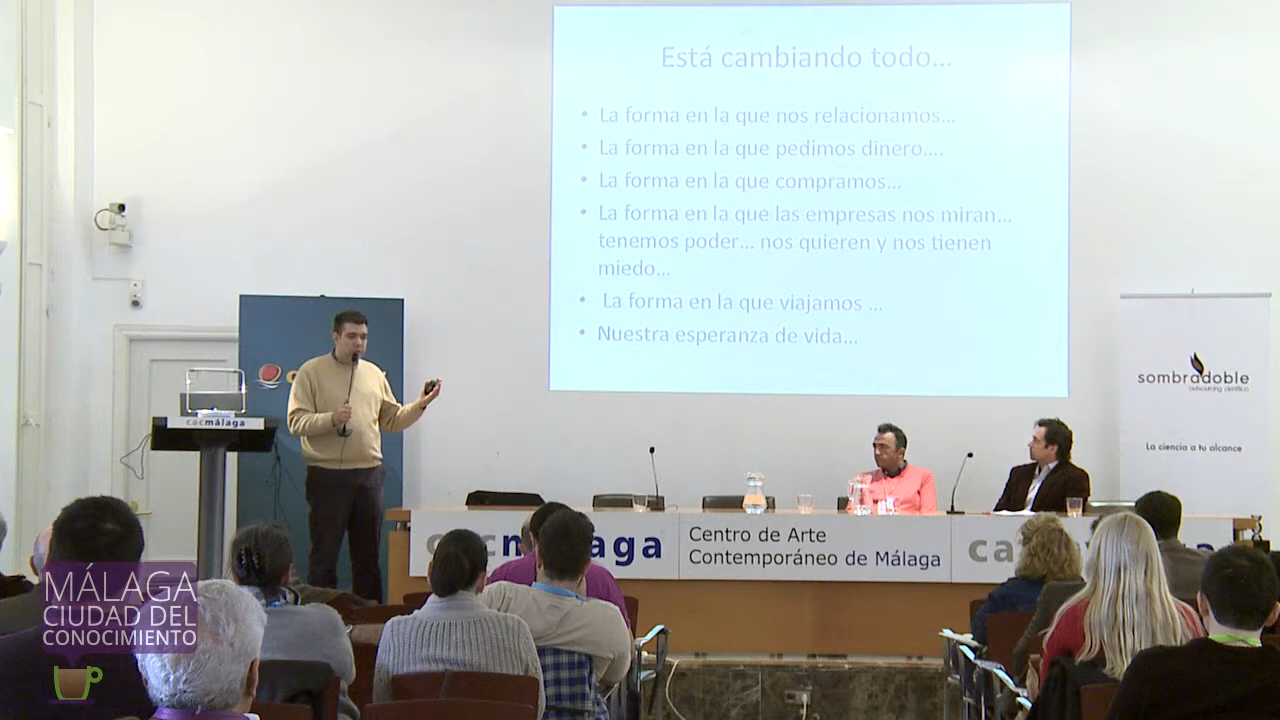 Está cambiando todo...
• La forma en la que nos relacionamos...
• La forma en la que pedimos dinero....
• La forma en la que compramos...
• La forma en la que las empresas nos miran...
tenemos poder... nos quieren y nos tienen
miedo...
• La forma en la que viajamos ...
• Nuestra esperanza de vida...
sombradoble
outsourcing científico
La ciencia a tu alcance
cacmálaga
cacmálaga
Centro de Arte
Contemporáneo de Málaga
MÁLAGA
CIUDAD DEL
CONOCIMIENTO